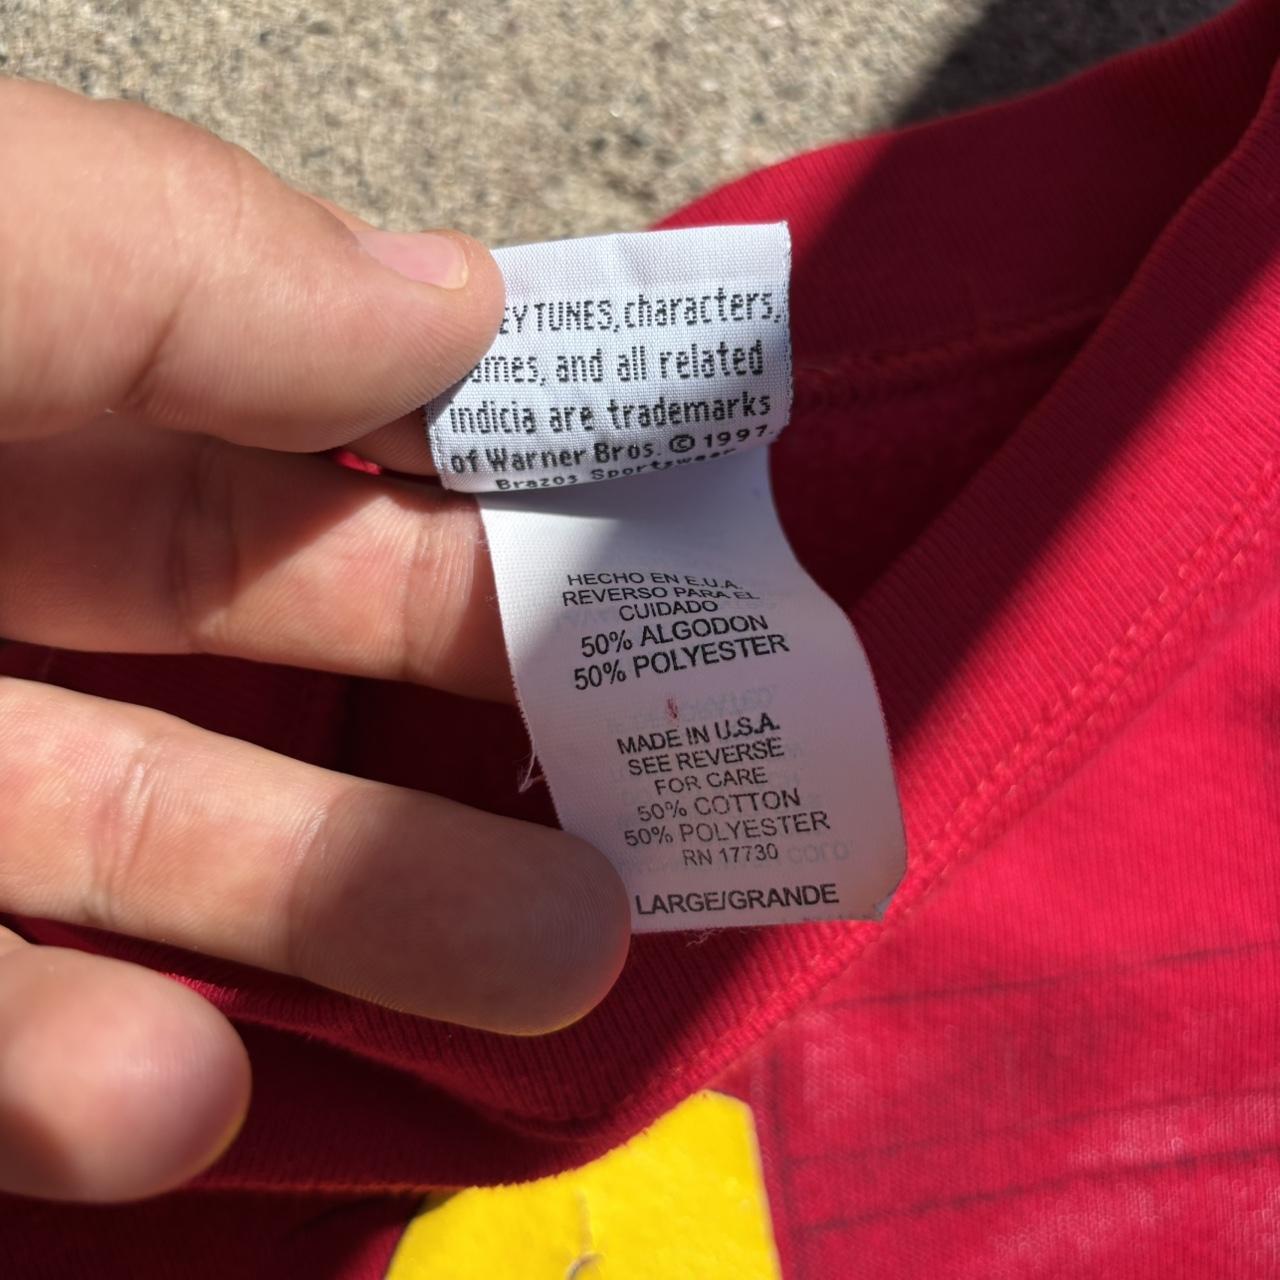 EY TUNES, characters,
ames, and all related
indicia are trademarks
of Warner Bros. © 1997.
Brazos Sportswear
HECHO EN E.U.A.
REVERSO PARA EL
CUIDADO
50% ALGODON
50% POLYESTER
MADE IN U.S.A.
SEE REVERSE
FOR CARE
50% COTTON
50% POLYESTER
RN 17730
LARGE/GRANDE